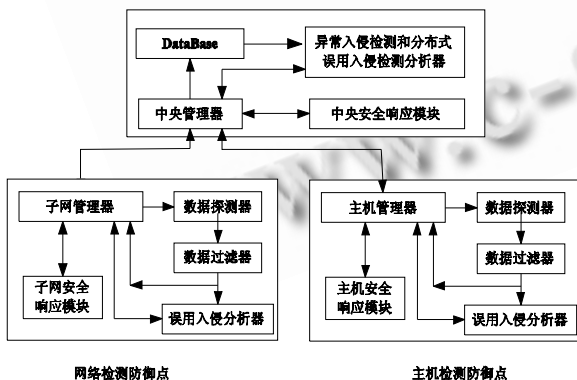 DataBase
异常入侵检测和分布式
误用入侵检测分析器
中央管理器
中央安全响应模块
子网管理器
数据探测器
数据过滤器
子网安全
响应模块
误用入侵分析器
网络检测防御点
主机管理器
数据探测器
数据过滤器
主机安全
响应模块
误用入侵分析器
主机检测防御点
www.c-